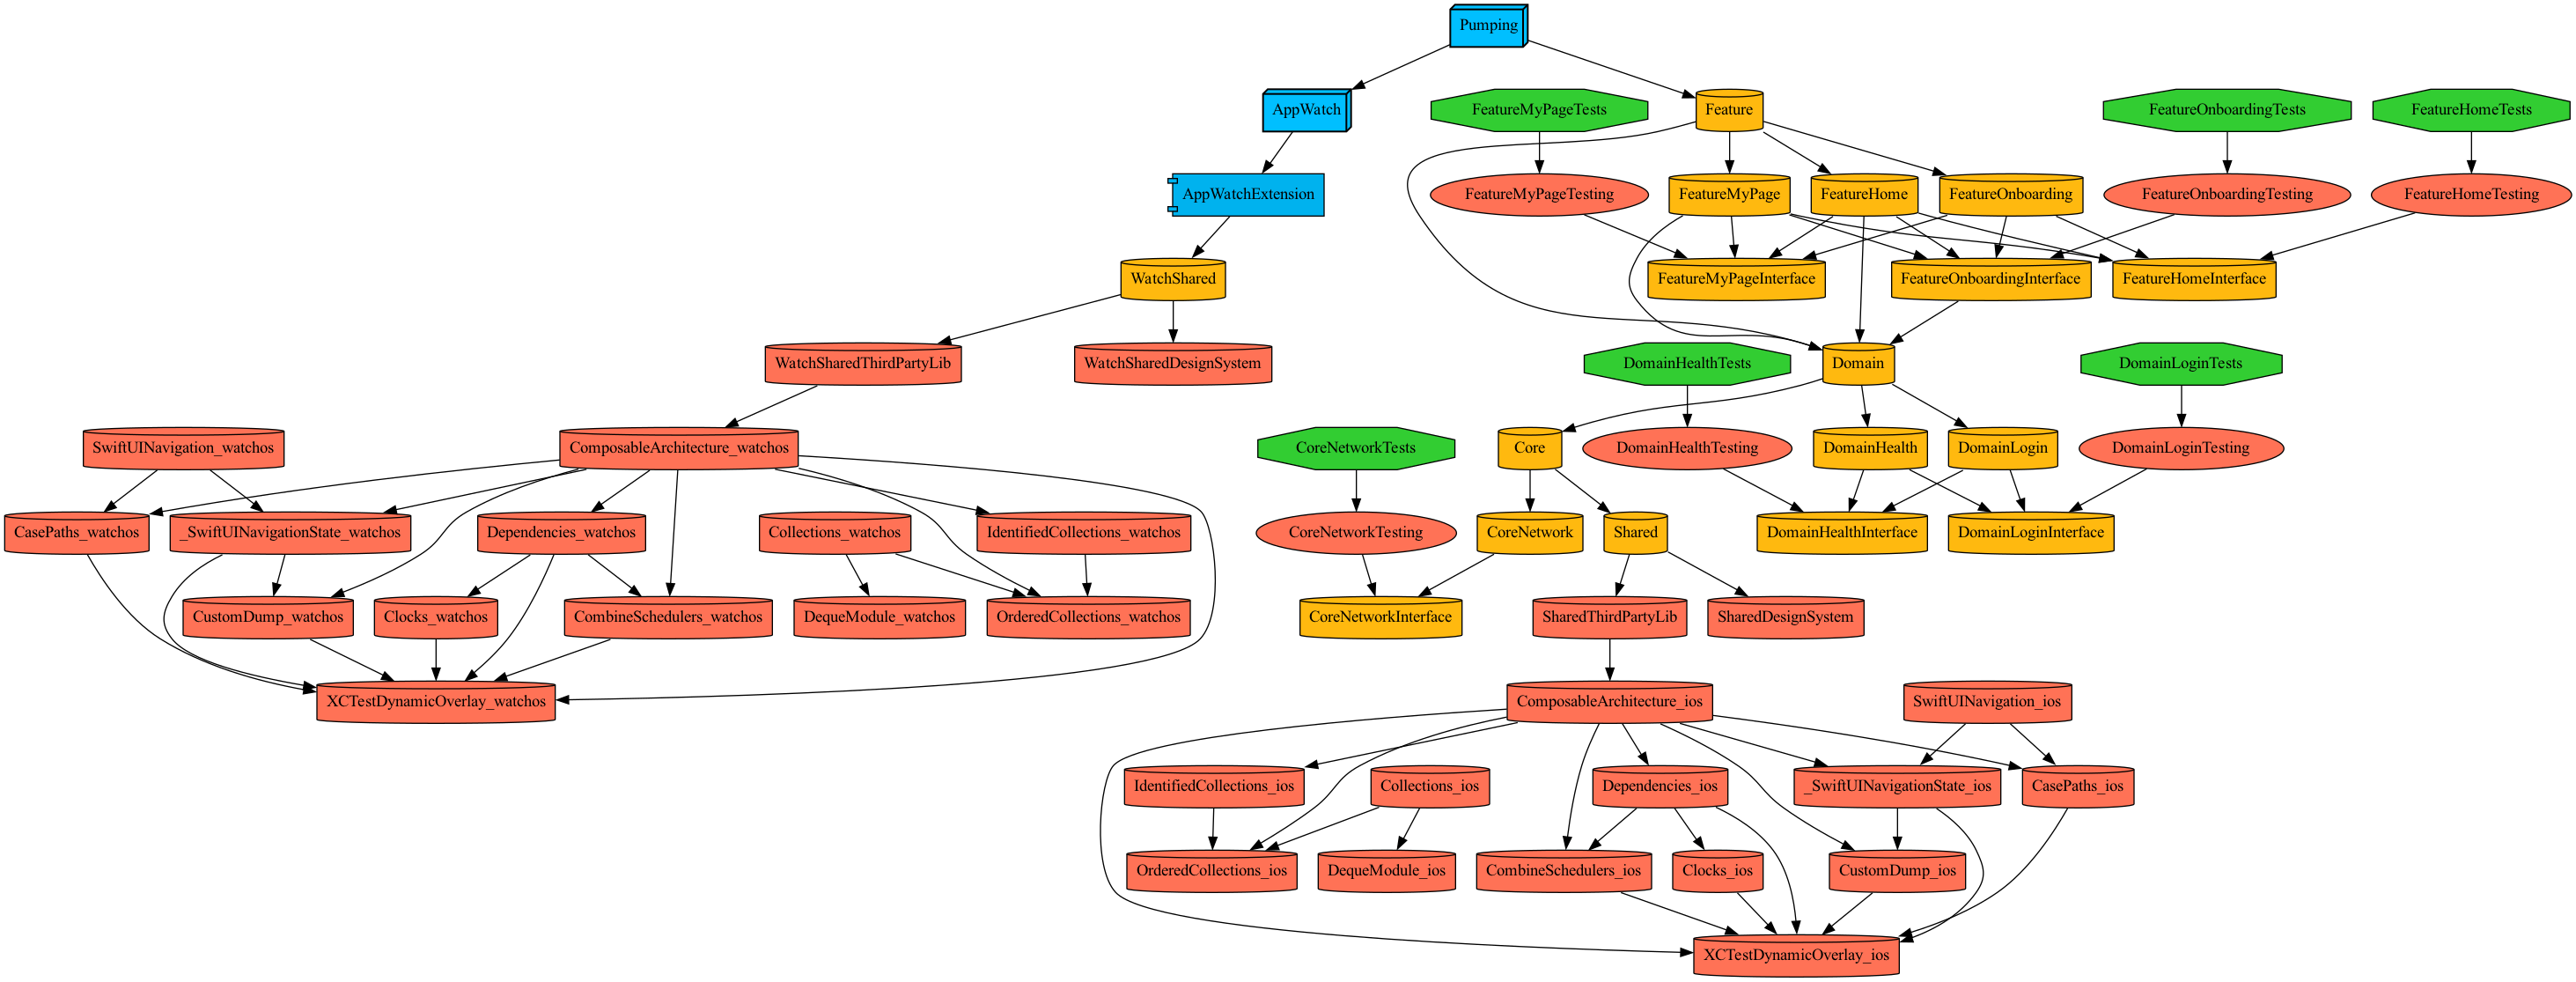 Pumping
AppWatch
FeatureMyPageTests
Feature
FeatureOnboardingTests
FeatureHomeTests
AppWatchExtension
FeatureMyPageTesting
FeatureMyPage
FeatureHome
FeatureOnboarding
FeatureOnboardingTesting
FeatureHomeTesting
WatchShared
FeatureMyPageInterface
FeatureOnboardingInterface
FeatureHomeInterface
WatchSharedThirdPartyLib
WatchSharedDesignSystem
DomainHealthTests
Domain
DomainLoginTests
SwiftUINavigation_watchos
ComposableArchitecture_watchos
CoreNetworkTests
Core
DomainHealthTesting
DomainHealth
DomainLogin
DomainLoginTesting
CasePaths_watchos
_SwiftUINavigationState_watchos
Dependencies_watchos
Collections_watchos
IdentifiedCollections_watchos
CoreNetworkTesting
CoreNetwork
Shared
DomainHealthInterface
DomainLoginInterface
CustomDump_watchos
Clocks_watchos
CombineSchedulers_watchos
DequeModule_watchos
OrderedCollections_watchos
CoreNetworkInterface
SharedThirdPartyLib
SharedDesignSystem
XCTestDynamicOverlay_watchos
ComposableArchitecture_ios
SwiftUINavigation_ios
IdentifiedCollections_ios
Collections_ios
Dependencies_ios
_SwiftUINavigationState_ios
CasePaths_ios
OrderedCollections_ios
DequeModule_ios
CombineSchedulers_ios
Clocks_ios
CustomDump_ios
XCTestDynamicOverlay_ios